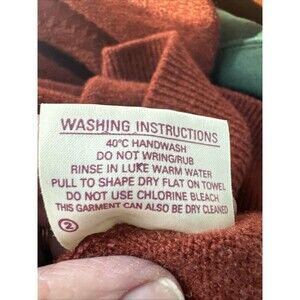 WASHING INSTRUCTIONS
40°C HANDWASH
DO NOT WRING/RUB
RINSE IN LUKE WARM WATER
PULL TO SHAPE DRY FLAT ON TOWEL
DO NOT USE CHLORINE BLEACH
THIS GARMENT CAN ALSO BE DRY CLEANED
2